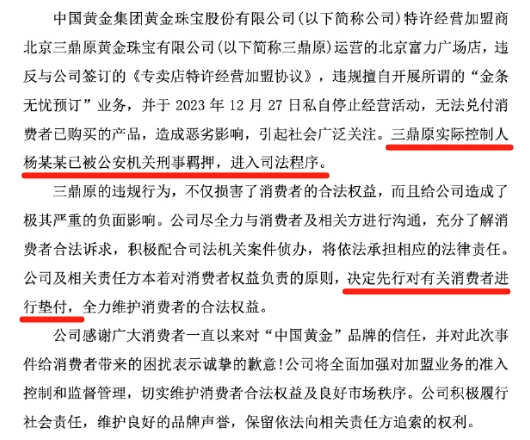 中国黄金集团黄金珠宝股份有限公司(以下简称公司)特许经营加盟商
北京三鼎原黄金珠宝有限公司(以下简称三鼎原)运营的北京富力广场店，违
反与公司签订的《专卖店特许经营加盟协议》，违规擅自开展所谓的“金条
无忧预订”业务，并于 2023 年 12 月 27 日私自停止经营活动，无法兑付消
费者已购买的产品，造成恶劣影响，引起社会广泛关注。三鼎原实际控制人
杨某某已被公安机关刑事羁押，进入司法程序。
三鼎原的违规行为，不仅损害了消费者的合法权益，而且给公司造成了
极其严重的负面影响。公司尽全力与消费者及相关方进行沟通，充分了解消
费者合法诉求，积极配合司法机关案件侦办，将依法承担相应的法律责任。
公司及相关责任方本着对消费者权益负责的原则，决定先行对有关消费者进
行垫付，全力维护消费者的合法权益。
公司感谢广大消费者一直以来对“中国黄金”品牌的信任，并对此次事
件给消费者带来的困扰表示诚挚的歉意!公司将全面加强对加盟业务的准入
控制和监督管理，切实维护消费者合法权益及良好市场秩序。公司积极履行
社会责任，维护良好的品牌声誉，保留依法向相关责任方追索的权利。